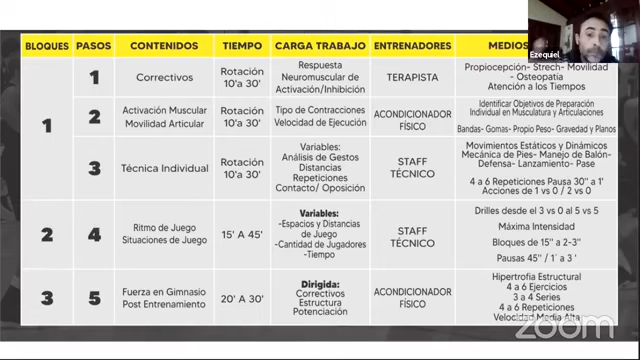 Ezequiel
BLOQUES PASOS CONTENIDOS TIEMPO CARGA TRABAJO ENTRENADORES MEDIOS
1
1
Correctivos
Rotación
10'a 30'
Respuesta
Neuromuscular de
Activación/Inhibición
TERAPISTA
Propiocepción- Strech- Movilidad
- Osteopatía
Atención a los Tiempos
2
Activación Muscular
Movilidad Articular
Rotación
10'a 30'
Tipo de Contracciones
Velocidad de Ejecución
ACONDICIONADOR
FÍSICO
Identificar Objetivos de Preparación
Individual en Musculatura y Articulaciones
Bandas- Gomas- Propio Peso- Gravedad y Planos
3
Técnica Individual
Rotación
10'a 30'
Variables:
Análisis de Gestos
Distancias
Repeticiones
Contacto/ Oposición
STAFF
TÉCNICO
Movimientos Estáticos y Dinámicos
Mecánica de Pies- Manejo de Balón-
Defensa- Lanzamiento- Pase
4 a 6 Repeticiones Pausa 30" a 1'
Acciones de 1 vs 0 / 2 vs 0
2
4
Ritmo de Juego
Situaciones de Juego
15' A 45'
Variables:
-Espacios y Distancias
de Juego
-Cantidad de Jugadores
-Tiempo
STAFF
TÉCNICO
Drilles desde el 3 vs 0 al 5 vs 5
Máxima Intensidad
Bloques de 15" a 2-3"
Pausas 45" / 1' a 3 '
3
5
Fuerza en Gimnasio
Post Entrenamiento
20' A 30'
Dirigida:
Correctivos
Estructura
Potenciación
ACONDICIONADOR
FÍSICO
Hipertrofia Estructural
4 a 6 Ejercicios
3 a 4 Series
4 a 6 Repeticiones
Velocidad Media Alta
zoom